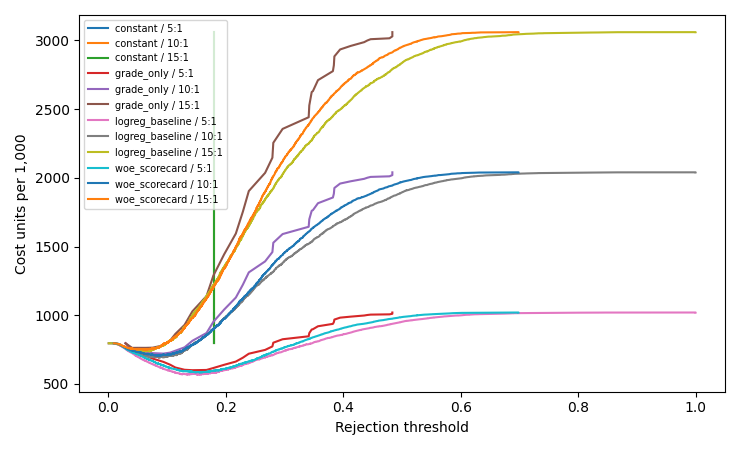 constant / 5:1
constant / 10:1
constant / 15:1
grade_only / 5:1
grade_only / 10:1
grade_only / 15:1
logreg_baseline / 5:1
logreg_baseline / 10:1
logreg_baseline / 15:1
woe_scorecard / 5:1
woe_scorecard / 10:1
woe_scorecard / 15:1
3000
2500
2000
1500
1000
500
Cost units per 1,000
0.0 0.2 0.4 0.6 0.8 1.0
Rejection threshold